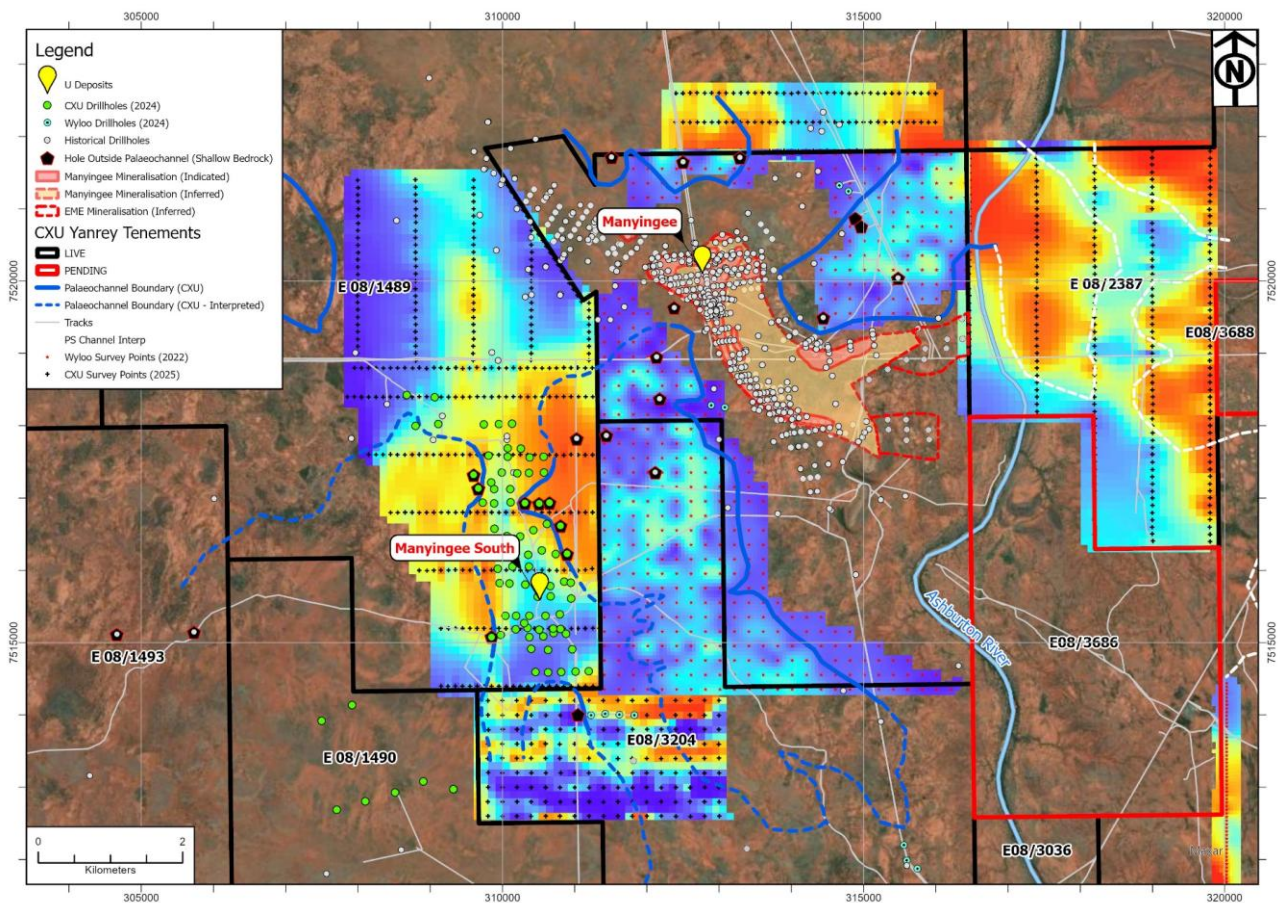 305000
310000
315000
320000
Legend
U Deposits
CXU Drillholes (2024)
Wyloo Drillholes (2024)
Historical Drillholes
Hole Outside Palaeochannel (Shallow Bedrock)
Manyingee Mineralisation (Indicated)
Manyingee Mineralisation (Inferred)
EME Mineralisation (Inferred)
CXU Yanrey Tenements
LIVE
PENDING
Palaeochannel Boundary (CXU)
Palaeochannel Boundary (CXU - Interpreted)
Tracks
PS Channel Interp
Wyloo Survey Points (2022)
CXU Survey Points (2025)
N
Manyingee
7520000
7520000
E 08/1489
E 08/2387
E08/3688
Manyingee South
Ashburton River
7515000
7515000
E 08/1493
E08/3686
E08/3204
E 08/1490
E08/3036
0
2
Kilometers
305000
310000
315000
320000